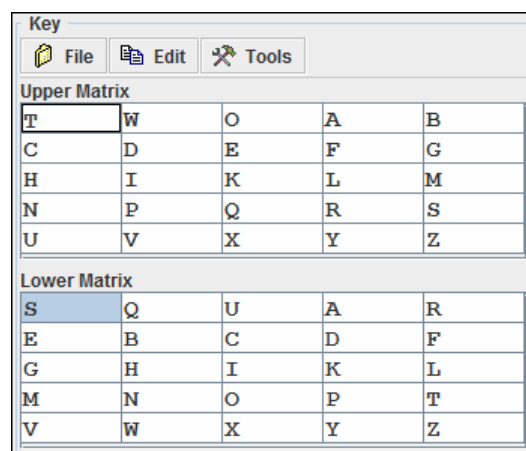 Key
File Edit Tools
Upper Matrix
T W O A B
C D E F G
H I K L M
N P Q R S
U V X Y Z
Lower Matrix
S Q U A R
E B C D F
G H I K L
M N O P T
V W X Y Z